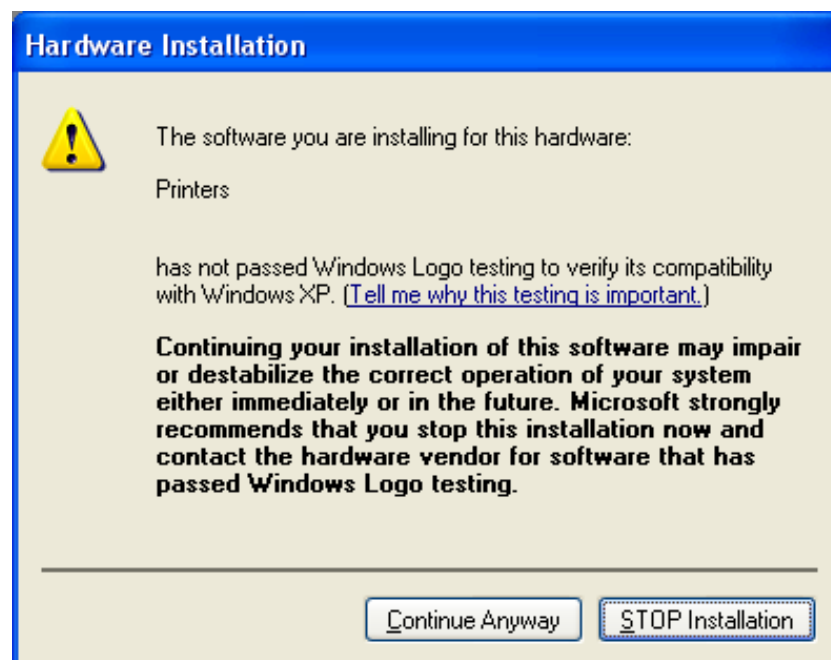 Hardware Installation
The software you are installing for this hardware:
Printers
has not passed Windows Logo testing to verify its compatibility
with Windows XP. (Tell me why this testing is important.)
Continuing your installation of this software may impair
or destabilize the correct operation of your system
either immediately or in the future. Microsoft strongly
recommends that you stop this installation now and
contact the hardware vendor for software that has
passed Windows Logo testing.
Continue Anyway
STOP Installation